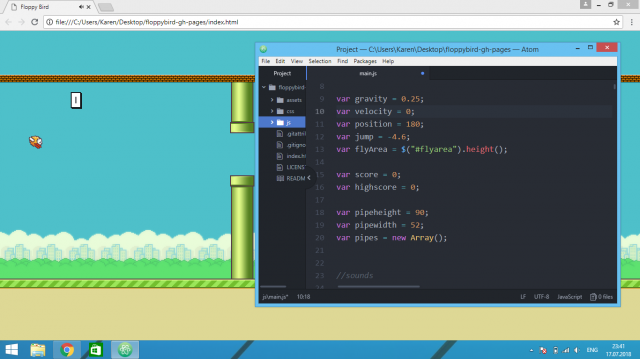 Floppy Bird
file:///C:/Users/Karen/Desktop/floppybird-gh-pages/index.html
Project — C:\Users\Karen\Desktop\floppybird-gh-pages — Atom
File Edit View Selection Find Packages Help
Project
main.js
floppybird-
assets
css
js
.gitattri
.gitignor
index.ht
LICENS
READM
8
9 var gravity = 0.25;
10 var velocity = 0;
11 var position = 180;
12 var jump = -4.6;
13 var flyArea = $("#flyarea").height();
14
15 var score = 0;
16 var highscore = 0;
17
18 var pipeheight = 90;
19 var pipewidth = 52;
20 var pipes = new Array();
21
22
23 //sounds
js\main.js* 10:18 LF UTF-8 JavaScript 0 files
ENG
23:41
17.07.2018